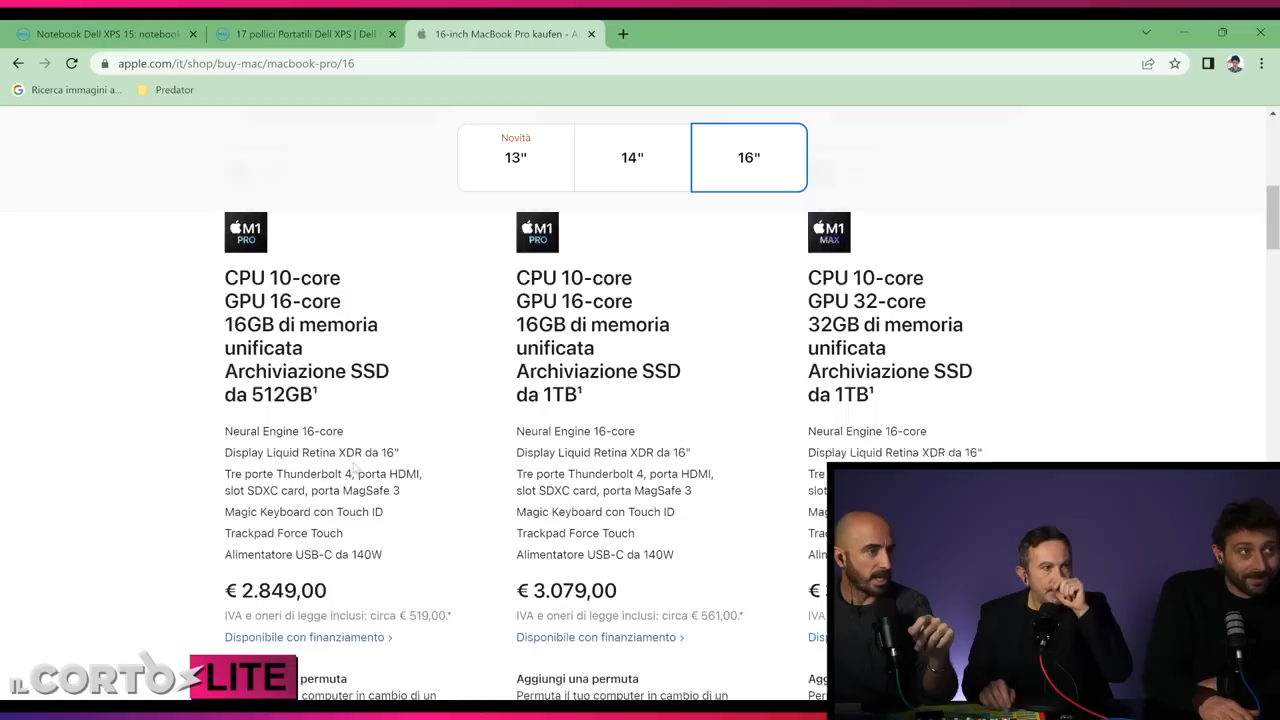 Notebook Dell XPS 15: notebook
17 pollici Portatili Dell XPS | Dell
16-inch MacBook Pro kaufen - A
apple.com/it/shop/buy-mac/macbook-pro/16
Ricerca immagini a...
Predator
Novità
13"
14"
16"
M1
PRO
M1
PRO
M1
MAX
CPU 10-core
GPU 16-core
16GB di memoria
unificata
Archiviazione SSD
da 512GB¹
CPU 10-core
GPU 16-core
16GB di memoria
unificata
Archiviazione SSD
da 1TB¹
CPU 10-core
GPU 32-core
32GB di memoria
unificata
Archiviazione SSD
da 1TB¹
Neural Engine 16-core
Display Liquid Retina XDR da 16"
Tre porte Thunderbolt 4, porta HDMI,
slot SDXC card, porta MagSafe 3
Magic Keyboard con Touch ID
Trackpad Force Touch
Alimentatore USB-C da 140W
Neural Engine 16-core
Display Liquid Retina XDR da 16"
Tre porte Thunderbolt 4, porta HDMI,
slot SDXC card, porta MagSafe 3
Magic Keyboard con Touch ID
Trackpad Force Touch
Alimentatore USB-C da 140W
Neural Engine 16-core
Display Liquid Retina XDR da 16"
Tre
slot
Mag
Trac
Alim
€ 2.849,00
IVA e oneri di legge inclusi: circa € 519,00.*
Disponibile con finanziamento >
€ 3.079,00
IVA e oneri di legge inclusi: circa € 561,00.*
Disponibile con finanziamento >
€
IVA
Disp
permuta
computer in cambio di un
Aggiungi una permuta
Permuta il tuo computer in cambio di un
Agg
Perm
IL CORTO LITE